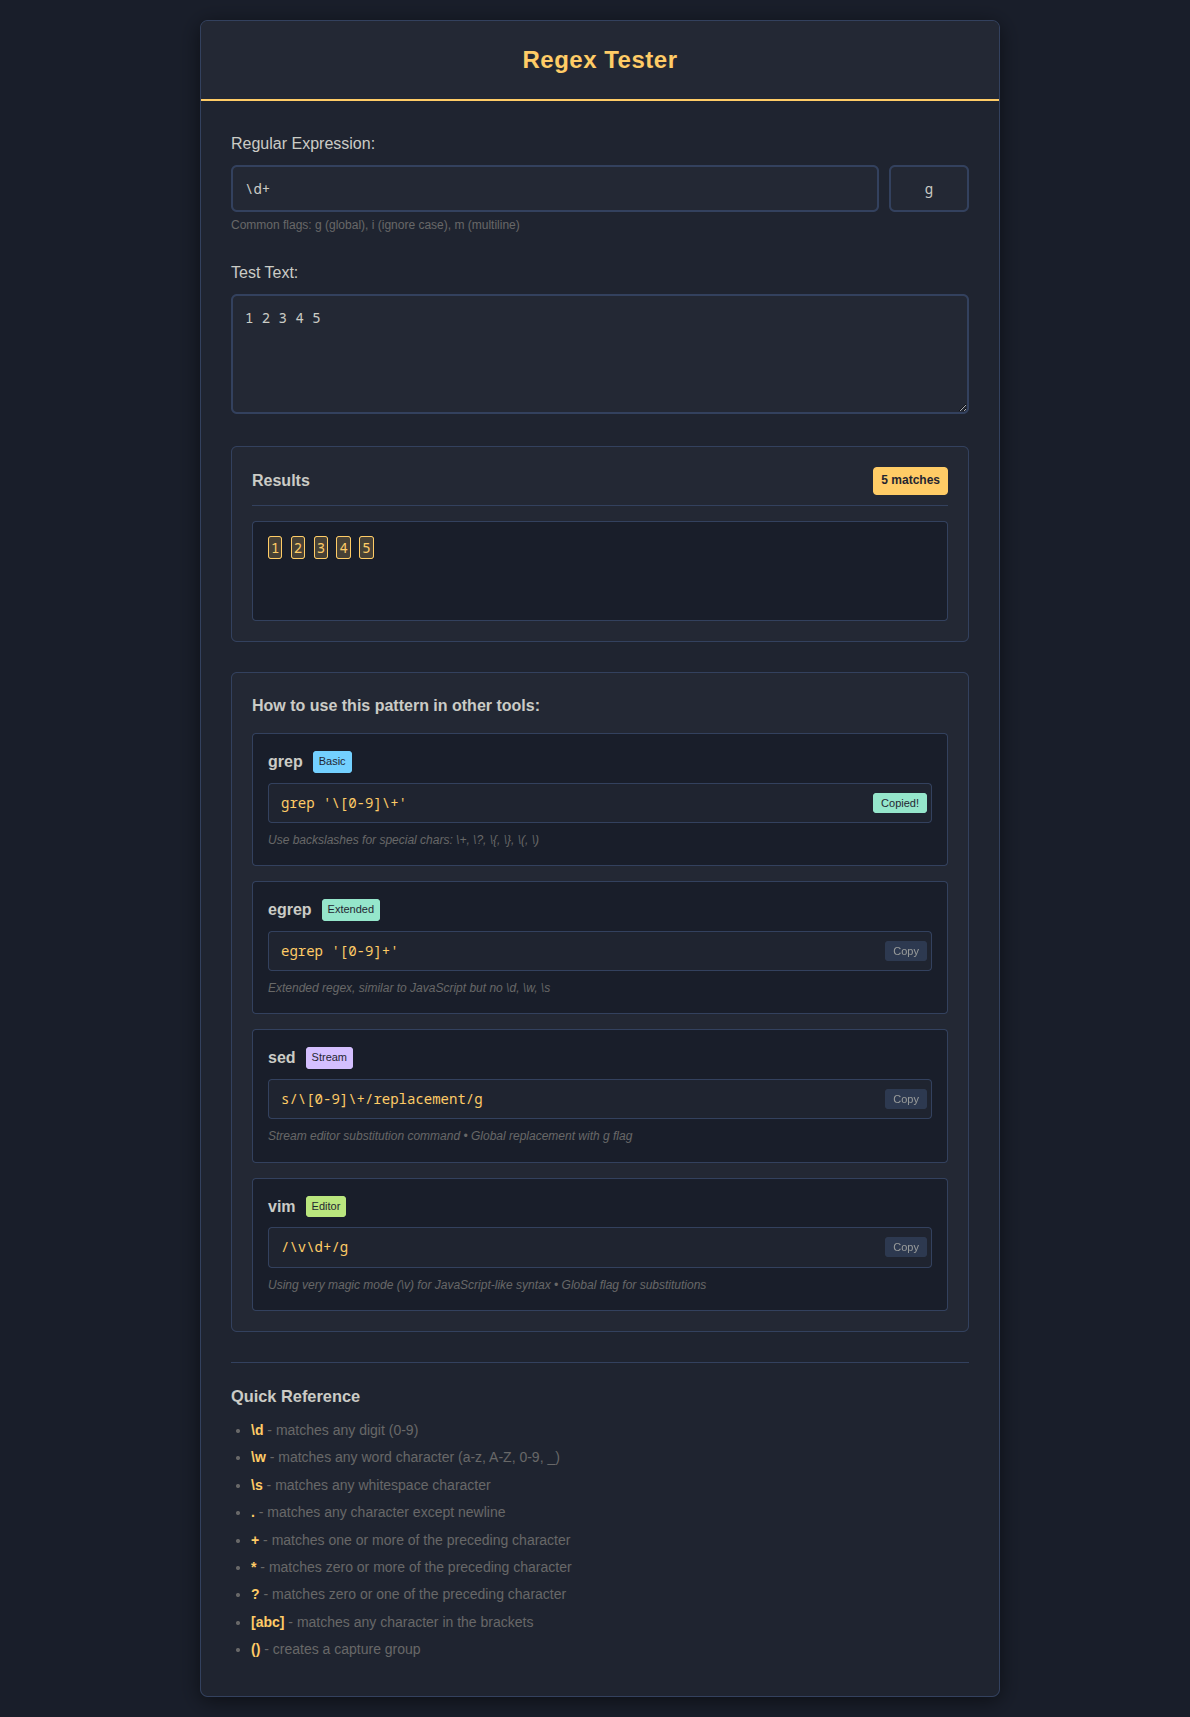 Regex Tester
Regular Expression:
\d+
g
Common flags: g (global), i (ignore case), m (multiline)
Test Text:
1 2 3 4 5
Results
5 matches
1 2 3 4 5
How to use this pattern in other tools:
grep Basic
grep '\[0-9]\+'
Copied!
Use backslashes for special chars: \+, \?, \{, \}, \(, \)
egrep Extended
egrep '[0-9]+'
Copy
Extended regex, similar to JavaScript but no \d, \w, \s
sed Stream
s/\[0-9]\+/replacement/g
Copy
Stream editor substitution command • Global replacement with g flag
vim Editor
/\v\d+/g
Copy
Using very magic mode (\v) for JavaScript-like syntax • Global flag for substitutions
Quick Reference
• \d - matches any digit (0-9)
• \w - matches any word character (a-z, A-Z, 0-9, _)
• \s - matches any whitespace character
• . - matches any character except newline
• + - matches one or more of the preceding character
• * - matches zero or more of the preceding character
• ? - matches zero or one of the preceding character
• [abc] - matches any character in the brackets
• () - creates a capture group